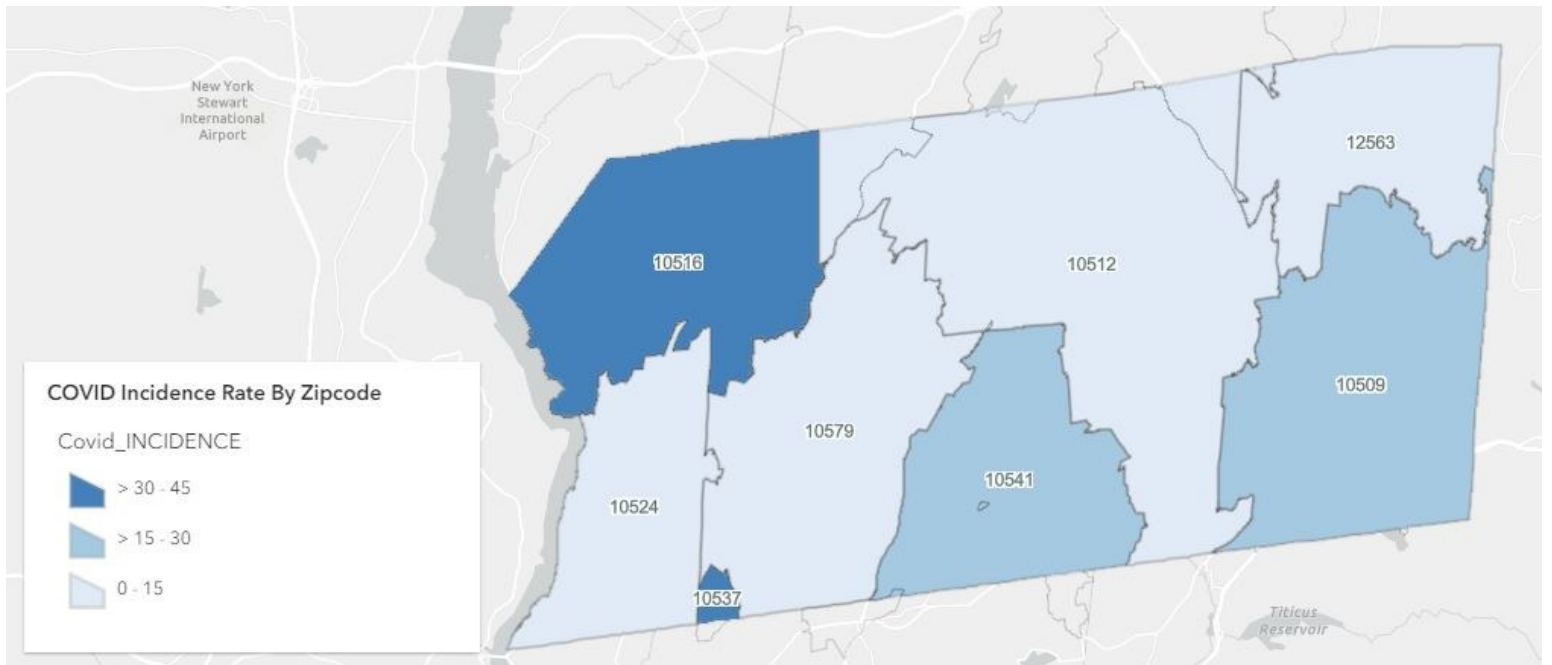 New York
Stewart
International
Airport
12563
10516
10512
10509
10579
10541
10524
10537
Titicus
Reservoir
COVID Incidence Rate By Zipcode
Covid_INCIDENCE
> 30 - 45
> 15 - 30
0 - 15